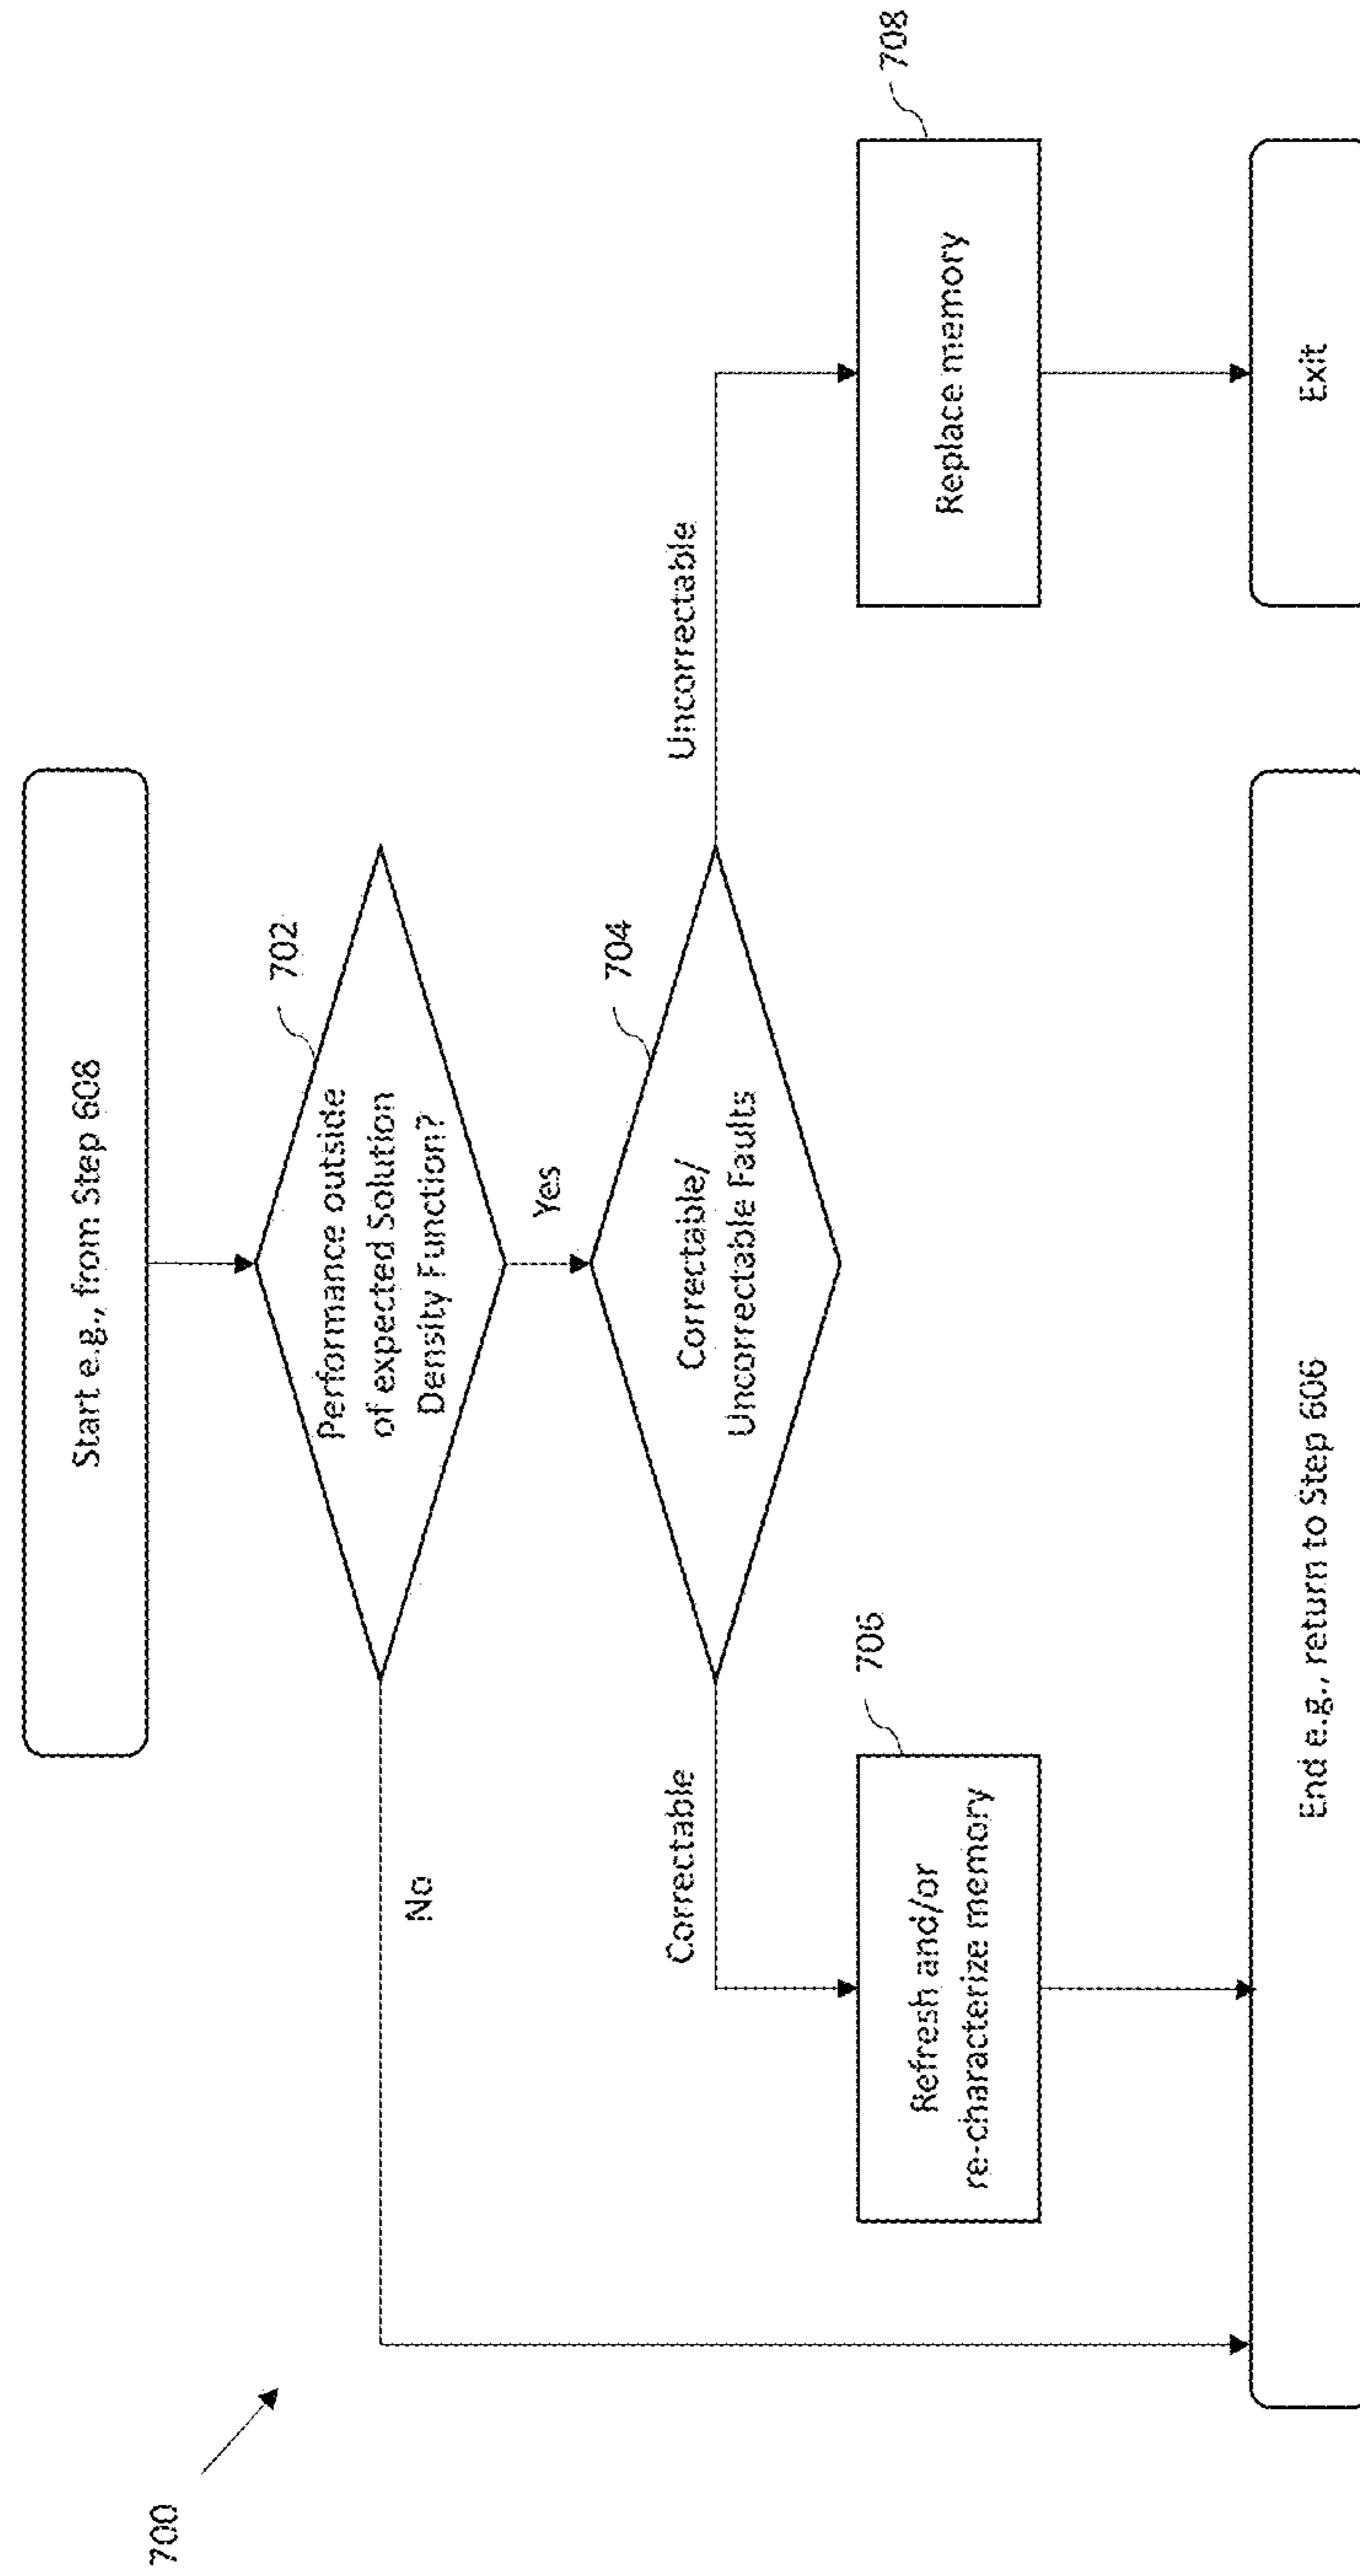 700
Start e.g., from Step 608
702
Performance outside
of expected Solution
Density Function?
No
Yes
704
Correctable/
Uncorrectable Faults
Correctable
Uncorrectable
706
Refresh and/or
re-characterize memory
708
Replace memory
End e.g., return to Step 606
Exit